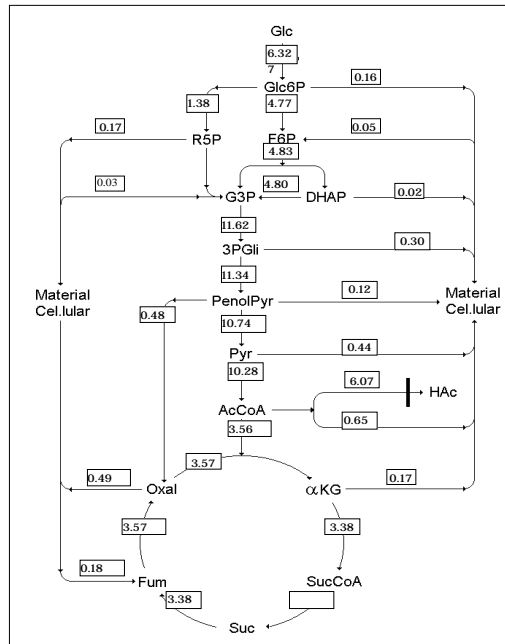 Glc
6.32
7
Glc6P
0.16
1.38
4.77
0.17
R5P
F6P
0.05
4.83
0.03
4.80
G3P
DHAP
0.02
11.62
3PGli
0.30
11.34
Material
Cel.lular
PenolPyr
0.12
Material
Cel.lular
0.48
10.74
Pyr
0.44
10.28
6.07
HAc
AcCoA
3.56
0.65
3.57
0.49
Oxal
αKG
0.17
3.57
3.38
0.18
Fum
SucCoA
3.38
Suc